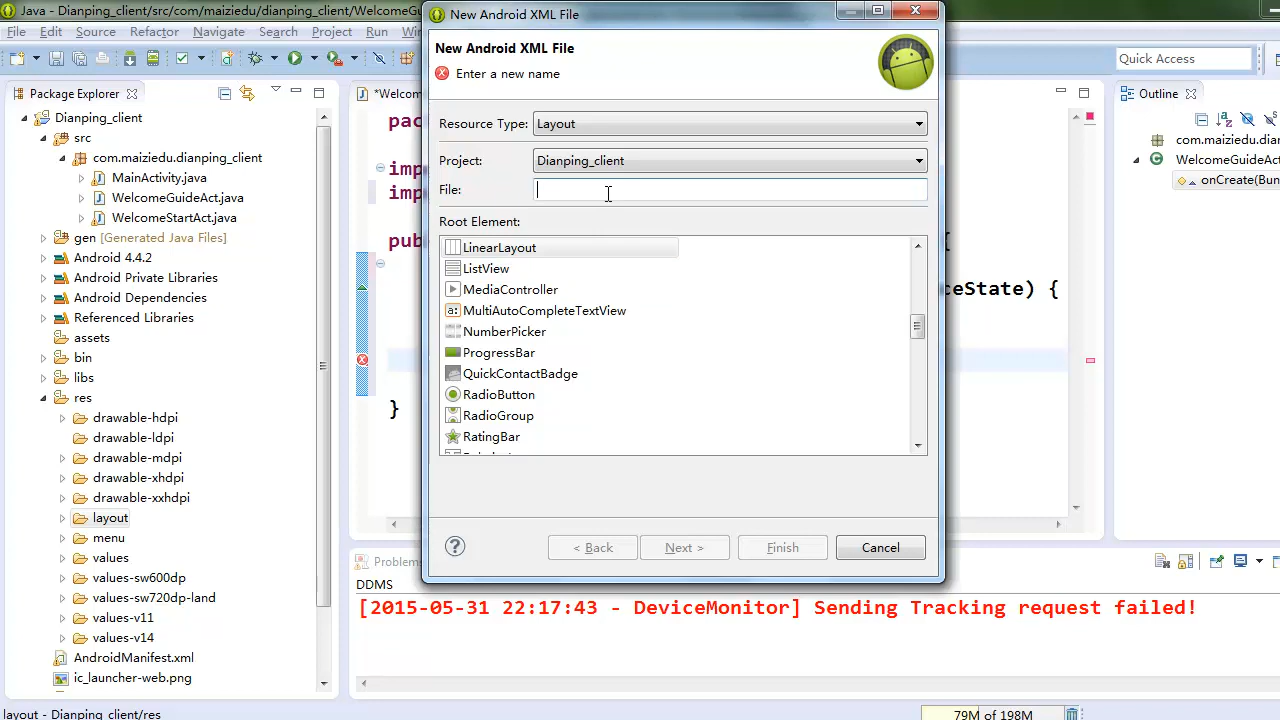 Java - Dianping_client/src/com/maiziedu/dianping_client/WelcomeGu
New Android XML File
File Edit Source Refactor Navigate Search Project Run Wi
New Android XML File
Enter a new name
Quick Access
Package Explorer
*Welcom
Outline
Dianping_client
src
com.maiziedu.dianping_client
MainActivity.java
WelcomeGuideAct.java
WelcomeStartAct.java
gen [Generated Java Files]
Android 4.4.2
Android Private Libraries
Android Dependencies
Referenced Libraries
assets
bin
libs
res
drawable-hdpi
drawable-ldpi
drawable-mdpi
drawable-xhdpi
drawable-xxhdpi
layout
menu
values
values-sw600dp
values-sw720dp-land
values-v11
values-v14
AndroidManifest.xml
ic_launcher-web.png
pac
imp
imp
pub
{
ceState) {
}
Resource Type: Layout
Project: Dianping_client
File:
Root Element:
LinearLayout
ListView
MediaController
MultiAutoCompleteTextView
NumberPicker
ProgressBar
QuickContactBadge
RadioButton
RadioGroup
RatingBar
< Back
Next >
Finish
Cancel
com.maiziedu.dia
WelcomeGuideAc
onCreate(Bun
Problems
DDMS
[2015-05-31 22:17:43 - DeviceMonitor] Sending Tracking request failed!
layout - Dianping_client/res
79M of 198M